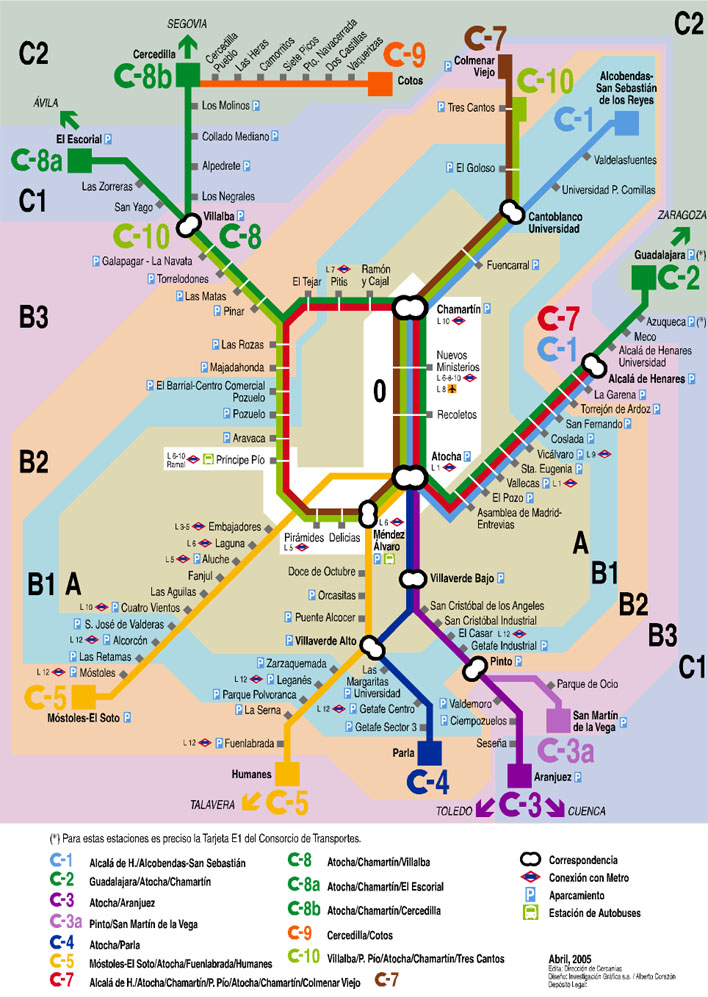 C2
SEGOVIA
Cercedilla
C-8b
Cercedilla
Pueblo
Las Heras
Camorritos
Siete Picos
Pto. Navacerrada
Dos Castillas
Vaquerizas
C-9
Cotos
C-7
Colmenar
Viejo
C-10
Tres Cantos
El Goloso
Alcobendas-
San Sebastián
de los Reyes
C-1
C2
Valdelasfuentes
Universidad P. Comillas
Cantoblanco
Universidad
Fuencarral
ÁVILA
El Escorial
C-8a
Las Zorreras
San Yago
C1
Los Molinos
Collado Mediano
Alpedrete
Los Negrales
Villalba
C-10
C-8
Galapagar - La Navata
Torrelodones
Las Matas
Pinar
B3
Las Rozas
Majadahonda
El Barrial-Centro Comercial
Pozuelo
Pozuelo
Aravaca
L 6-10
Ramal
Príncipe Pío
El Tejar
L 7
Pitis
Ramón
y Cajal
Chamartín
L 10
0
Nuevos
Ministerios
L 6-8-10
L 8
Recoletos
Atocha
L 1
ZARAGOZA
Guadalajara
(*)
C-2
Azuqueca
(*)
Meco
Alcalá de Henares
Universidad
C-7
C-1
Alcalá de Henares
La Garena
Torrejón de Ardoz
San Fernando
Coslada
Vicálvaro
L 9
Sta. Eugenia
Vallecas
L 1
El Pozo
Asamblea de Madrid-
Entrevias
B2
Pirámides
L 5
Delicias
L 6
Méndez
Álvaro
L 3-5
Embajadores
L 6
Laguna
L 5
Aluche
Fanjul
Las Aguilas
L 10
Cuatro Vientos
S. José de Valderas
L 12
Alcorcón
Las Retamas
L 12
Móstoles
C-5
Móstoles-El Soto
B1
A
A
B1
B2
B3
C1
Doce de Octubre
Orcasitas
Puente Alcocer
Villaverde Alto
Zarzaquemada
L 12
Leganés
Parque Polvoranca
La Serna
L 12
Fuenlabrada
Humanes
C-5
TALAVERA
Villaverde Bajo
San Cristóbal de los Angeles
San Cristóbal Industrial
El Casar
L 12
Getafe Industrial
Pinto
Las
Margaritas
Universidad
L 12
Getafe Centro
Getafe Sector 3
Parla
C-4
Parque de Ocio
Valdemoro
Ciempozuelos
Seseña
San Martín
de la Vega
C-3a
Aranjuez
TOLEDO
C-3
CUENCA
(*) Para estas estaciones es preciso la Tarjeta E1 del Consorcio de Transportes.
C-1 Alcalá de H./Alcobendas-San Sebastián
C-2 Guadalajara/Atocha/Chamartín
C-3 Atocha/Aranjuez
C-3a Pinto/San Martín de la Vega
C-4 Atocha/Parla
C-5 Móstoles-El Soto/Atocha/Fuenlabrada/Humanes
C-7 Alcalá de H./Atocha/Chamartín/P. Pío/Atocha/Chamartín/Colmenar Viejo C-7
C-8 Atocha/Chamartín/Villalba
C-8a Atocha/Chamartín/El Escorial
C-8b Atocha/Chamartín/Cercedilla
C-9 Cercedilla/Cotos
C-10 Villalba/P. Pío/Atocha/Chamartín/Tres Cantos
Correspondencia
Conexión con Metro
P Aparcamiento
Estación de Autobuses
Abril, 2005
Edita: Dirección de Cercanías
Diseño: Investigación Gráfica s.a. / Alberto Corazón
Depósito Legal: